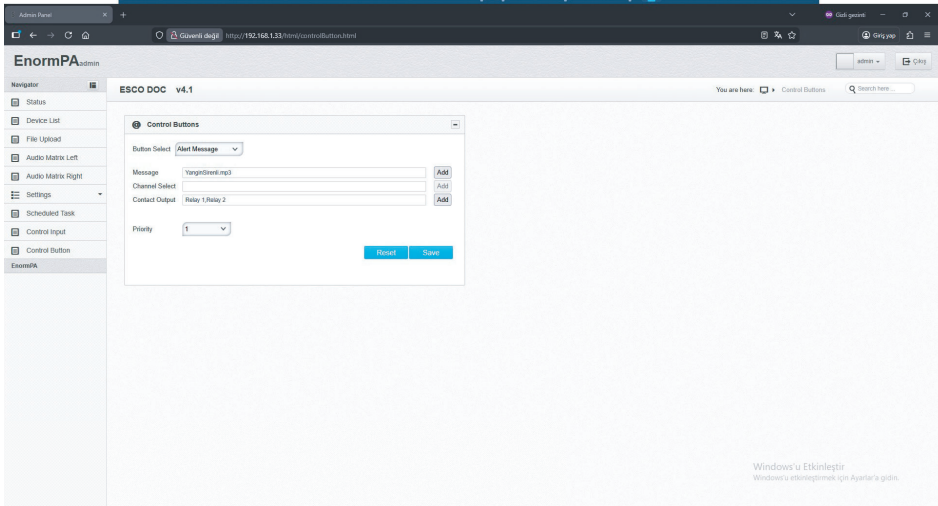 Admin Panel
Gizli gezinti
Güvenli değil http://192.168.1.33/html/controlButton.html
Giriş yap
EnormPAadmin
admin
Çıkış
Navigator
ESCO DOC v4.1
You are here:
Control Buttons
Search here ...
Status
Device List
File Upload
Audio Matrix Left
Audio Matrix Right
Settings
Scheduled Task
Control Input
Control Button
EnormPA
Control Buttons
Button Select Alert Message
Message YanginSirenli.mp3 Add
Channel Select Add
Contact Output Relay 1;Relay 2 Add
Priority 1
Reset Save
Windows'u Etkinleştir
Windows'u etkinleştirmek için Ayarlar'a gidin.